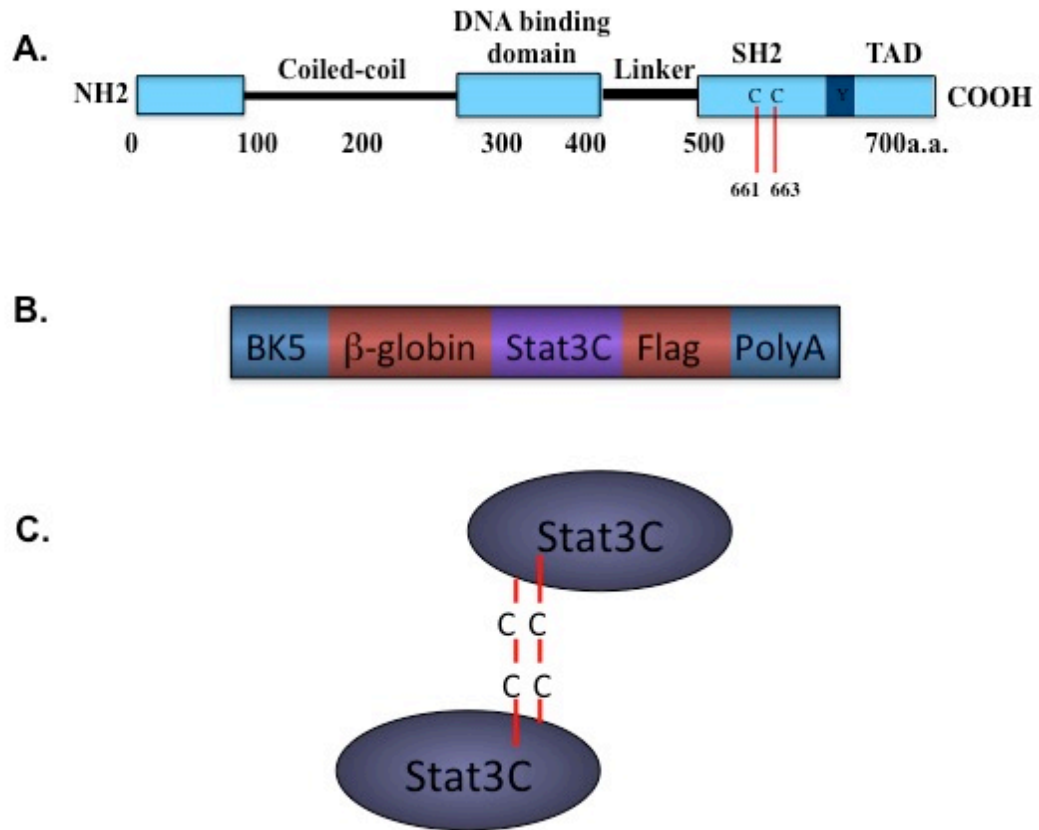 A.
DNA binding
domain
Coiled-coil
Linker
SH2
TAD
NH2
C C
Y
COOH
0 100 200 300 400 500 700a.a.
661 663
B.
BK5 β-globin Stat3C Flag PolyA
C.
Stat3C
C C
C C
Stat3C